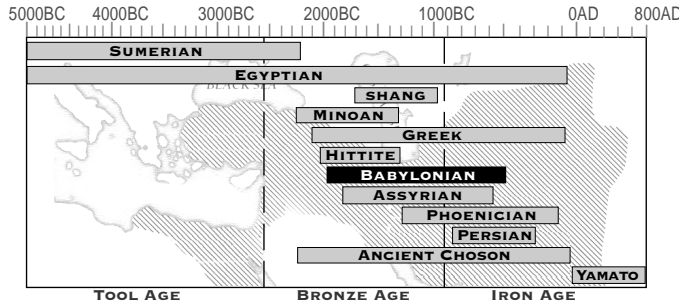 5000BC 4000BC 3000BC 2000BC 1000BC 0AD 800AD
SUMERIAN
EGYPTIAN
BLACK SEA
SHANG
MINOAN
GREEK
HITTITE
BABYLONIAN
ASSYRIAN
PHOENICIAN
PERSIAN
ANCIENT CHOSON
YAMATO
TOOL AGE BRONZE AGE IRON AGE